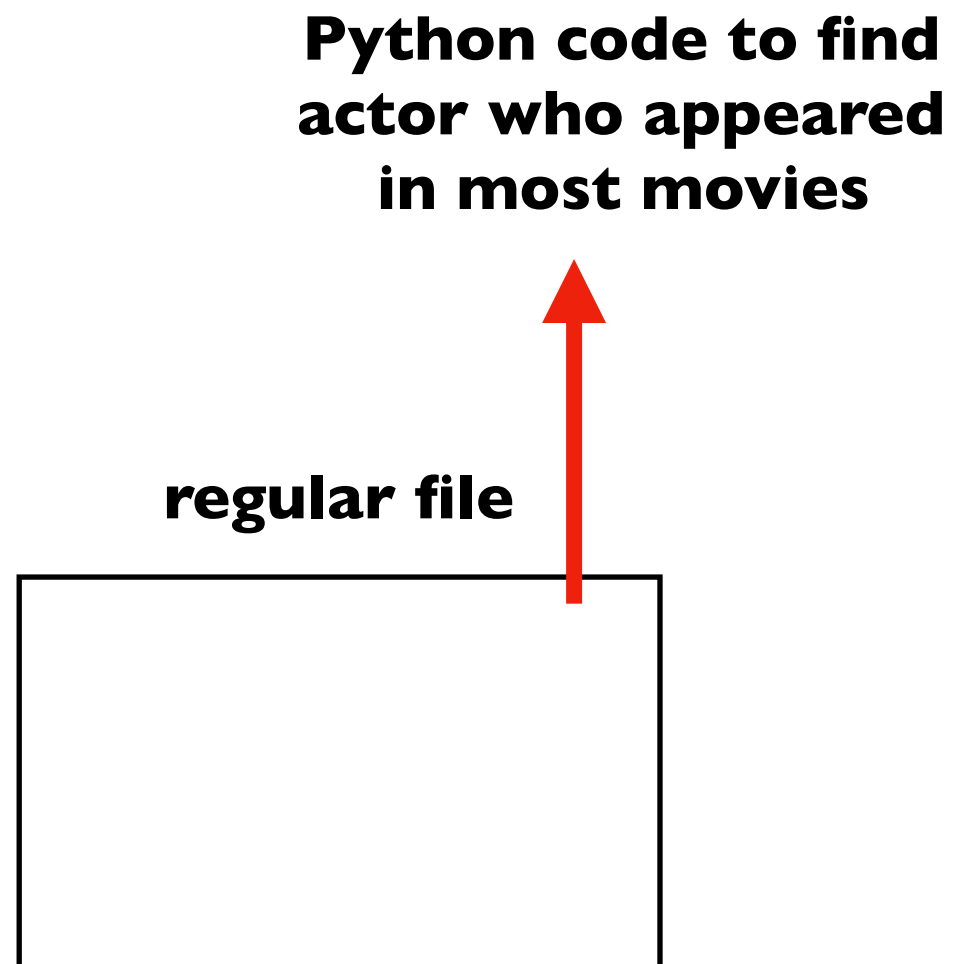 Python code to find
actor who appeared
in most movies
regular file